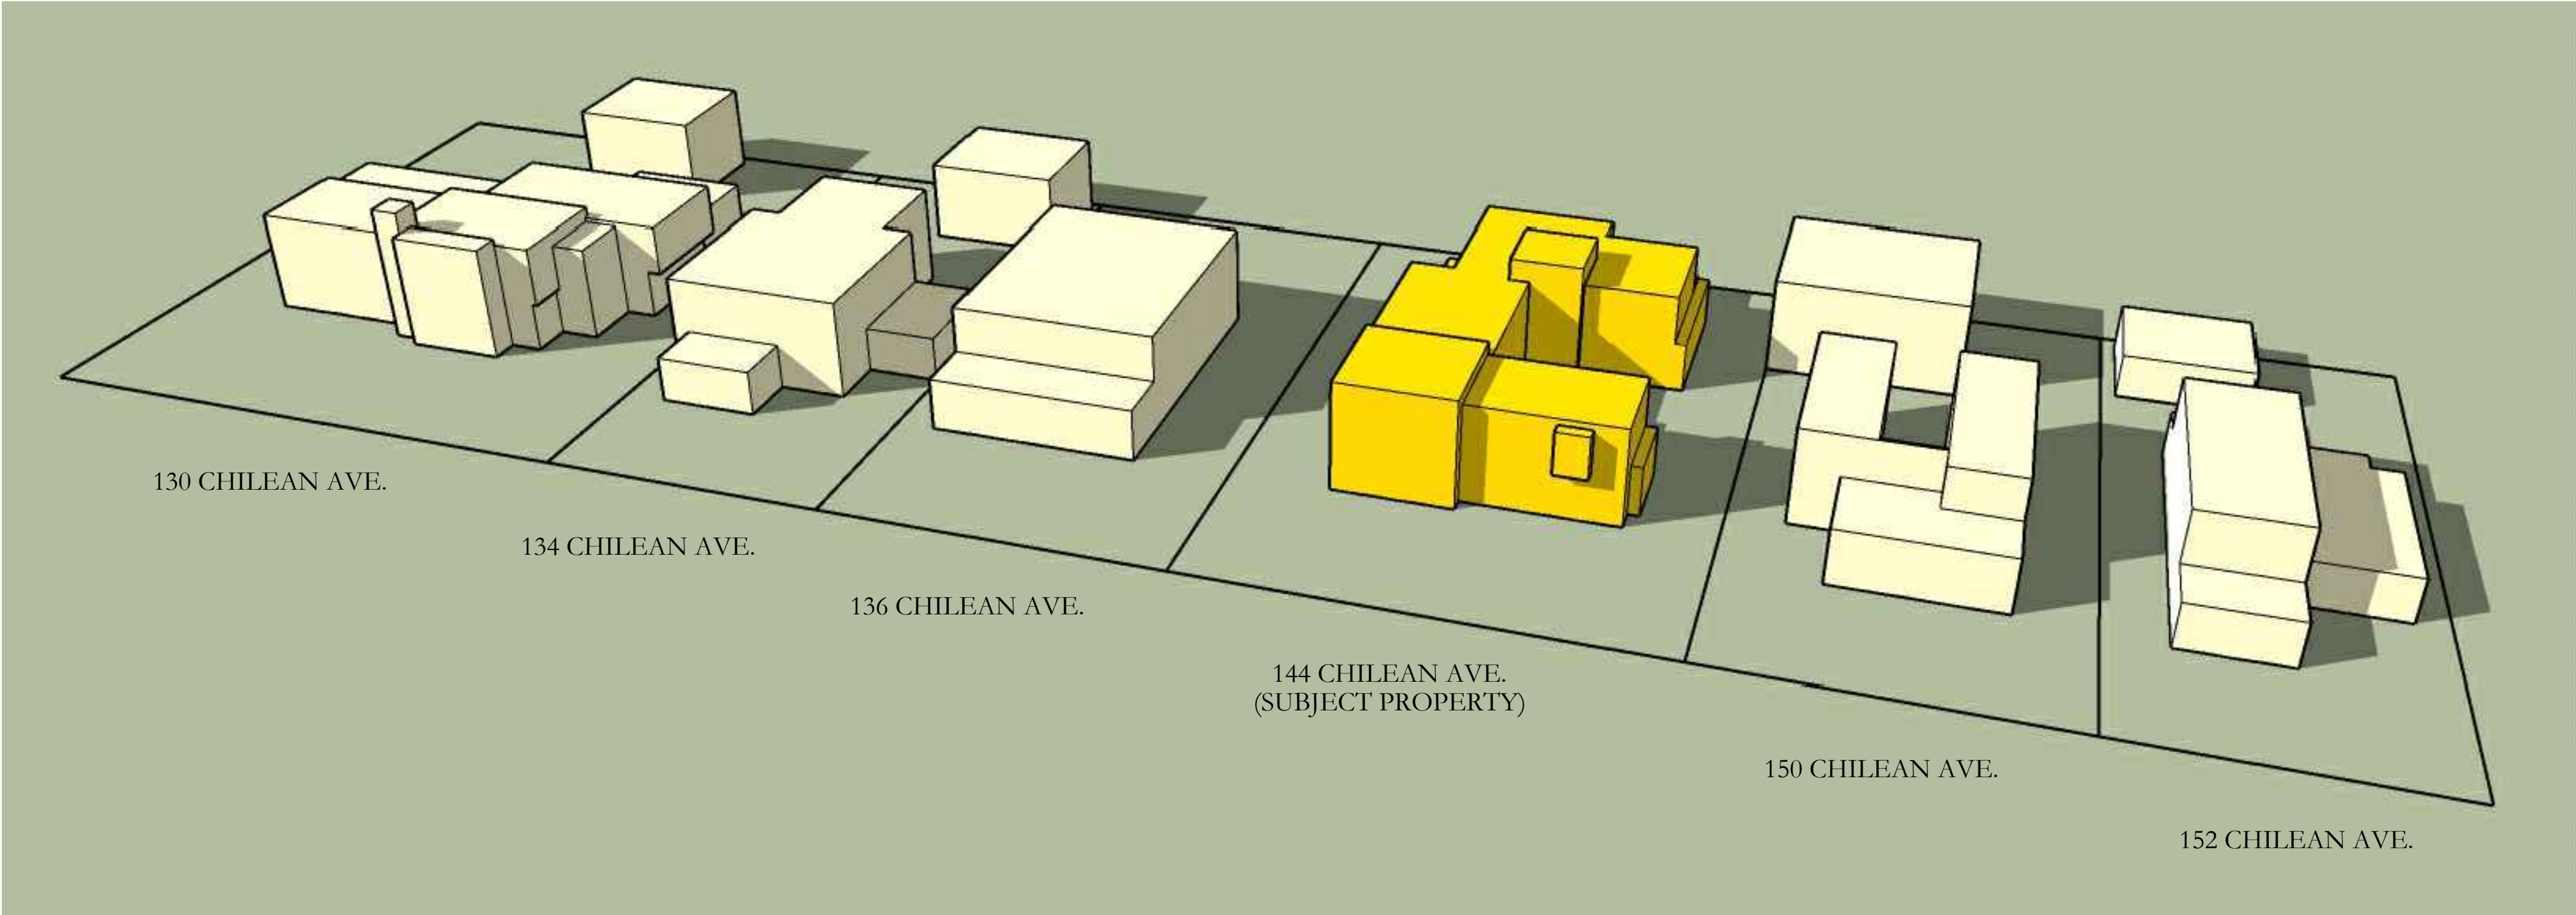 130 CHILEAN AVE.
134 CHILEAN AVE.
136 CHILEAN AVE.
144 CHILEAN AVE.
(SUBJECT PROPERTY)
150 CHILEAN AVE.
152 CHILEAN AVE.